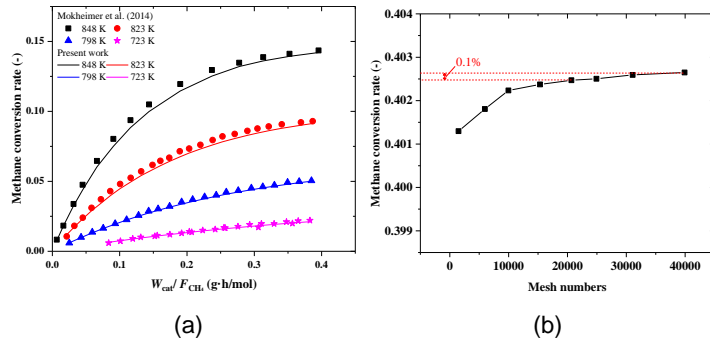 (a)
Mokheimer et al. (2014)
848 K 823 K
798 K 723 K
Present work
848 K 823 K
798 K 723 K
0.15
0.10
0.05
0.00
Methane conversion rate (-)
0.0 0.1 0.2 0.3 0.4
W_cat/ F_CH₄ (g·h/mol)
(a)
0.404
(b)
0.403
0.402
0.401
0.400
0.399
0.1%
Methane conversion rate (-)
0 10000 20000 30000 40000
Mesh numbers
(b)